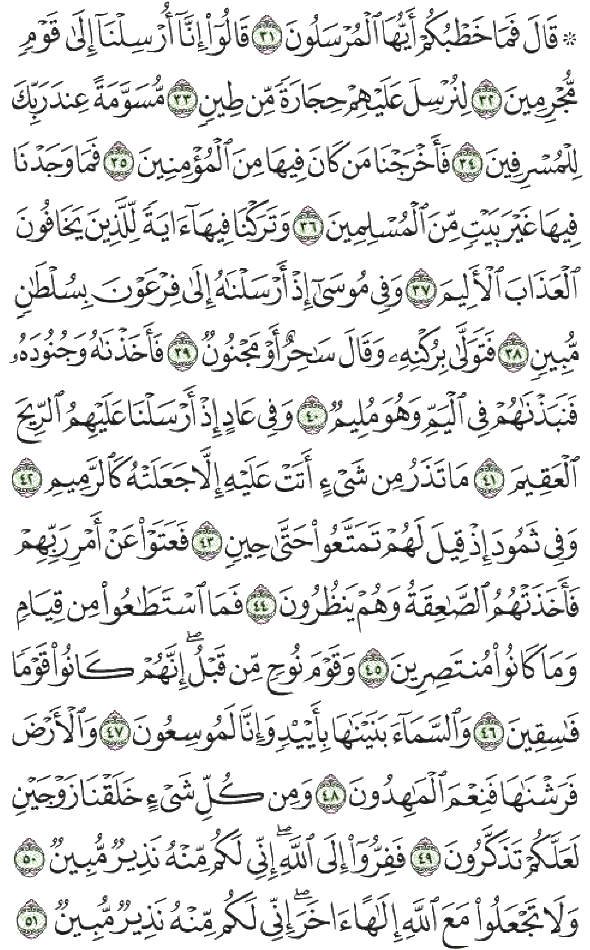 ۞ قَالَ فَمَا خَطْبُكُمْ أَيُّهَا ٱلْمُرْسَلُونَ ٣١ قَالُوٓا۟ إِنَّآ أُرْسِلْنَآ إِلَىٰ قَوْمٍ
مُّجْرِمِينَ ٣٢ لِنُرْسِلَ عَلَيْهِمْ حِجَارَةً مِّن طِينٍ ٣٣ مُّسَوَّمَةً عِندَ رَبِّكَ
لِلْمُسْرِفِينَ ٣٤ فَأَخْرَجْنَا مَن كَانَ فِيهَا مِنَ ٱلْمُؤْمِنِينَ ٣٥ فَمَا وَجَدْنَا
فِيهَا غَيْرَ بَيْتٍ مِّنَ ٱلْمُسْلِمِينَ ٣٦ وَتَرَكْنَا فِيهَآ ءَايَةً لِّلَّذِينَ يَخَافُونَ
ٱلْعَذَابَ ٱلْأَلِيمَ ٣٧ وَفِى مُوسَىٰٓ إِذْ أَرْسَلْنَٰهُ إِلَىٰ فِرْعَوْنَ بِسُلْطَٰنٍ
مُّبِينٍ ٣٨ فَتَوَلَّىٰ بِرُكْنِهِۦ وَقَالَ سَٰحِرٌ أَوْ مَجْنُونٌ ٣٩ فَأَخَذْنَٰهُ وَجُنُودَهُۥ
فَنَبَذْنَٰهُمْ فِى ٱلْيَمِّ وَهُوَ مُلِيمٌ ٤٠ وَفِى عَادٍ إِذْ أَرْسَلْنَا عَلَيْهِمُ ٱلرِّيحَ
ٱلْعَقِيمَ ٤١ مَا تَذَرُ مِن شَىْءٍ أَتَتْ عَلَيْهِ إِلَّا جَعَلَتْهُ كَٱلرَّمِيمِ ٤٢
وَفِى ثَمُودَ إِذْ قِيلَ لَهُمْ تَمَتَّعُوا۟ حَتَّىٰ حِينٍ ٤٣ فَعَتَوْا۟ عَنْ أَمْرِ رَبِّهِمْ
فَأَخَذَتْهُمُ ٱلصَّٰعِقَةُ وَهُمْ يَنظُرُونَ ٤٤ فَمَا ٱسْتَطَٰعُوا۟ مِن قِيَامٍ
وَمَا كَانُوا۟ مُنتَصِرِينَ ٤٥ وَقَوْمَ نُوحٍ مِّن قَبْلُ ۖ إِنَّهُمْ كَانُوا۟ قَوْمًا
فَٰسِقِينَ ٤٦ وَٱلسَّمَآءَ بَنَيْنَٰهَا بِأَيْي۟دٍ وَإِنَّا لَمُوسِعُونَ ٤٧ وَٱلْأَرْضَ
فَرَشْنَٰهَا فَنِعْمَ ٱلْمَٰهِدُونَ ٤٨ وَمِن كُلِّ شَىْءٍ خَلَقْنَا زَوْجَيْنِ
لَعَلَّكُمْ تَذَكَّرُونَ ٤٩ فَفِرُّوٓا۟ إِلَى ٱللَّهِ ۖ إِنِّى لَكُم مِّنْهُ نَذِيرٌ مُّبِينٌ ٥٠
وَلَا تَجْعَلُوا۟ مَعَ ٱللَّهِ إِلَٰهًا ءَاخَرَ ۖ إِنِّى لَكُم مِّنْهُ نَذِيرٌ مُّبِينٌ ٥١